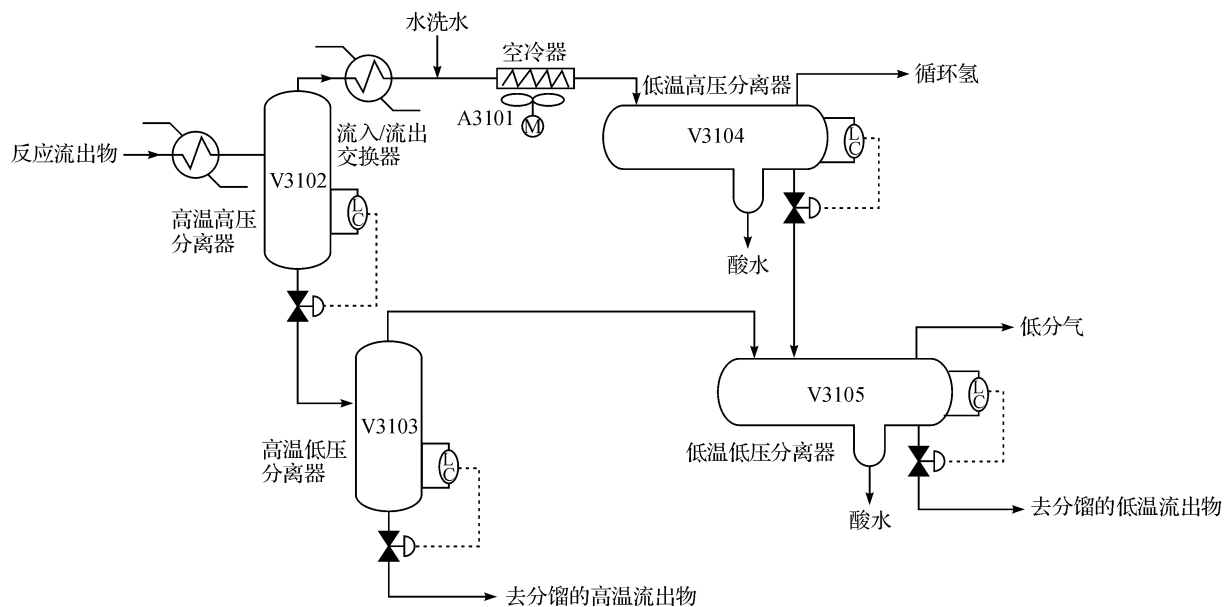 水洗水
空冷器
循环氢
低温高压分离器
A3101
M
V3104
L
C
流入/流出
交换器
反应流出物
V3102
L
C
高温高压
分离器
酸水
低分气
V3105
L
C
V3103
高温低压
分离器
L
C
低温低压分离器
酸水
去分馏的低温流出物
去分馏的高温流出物